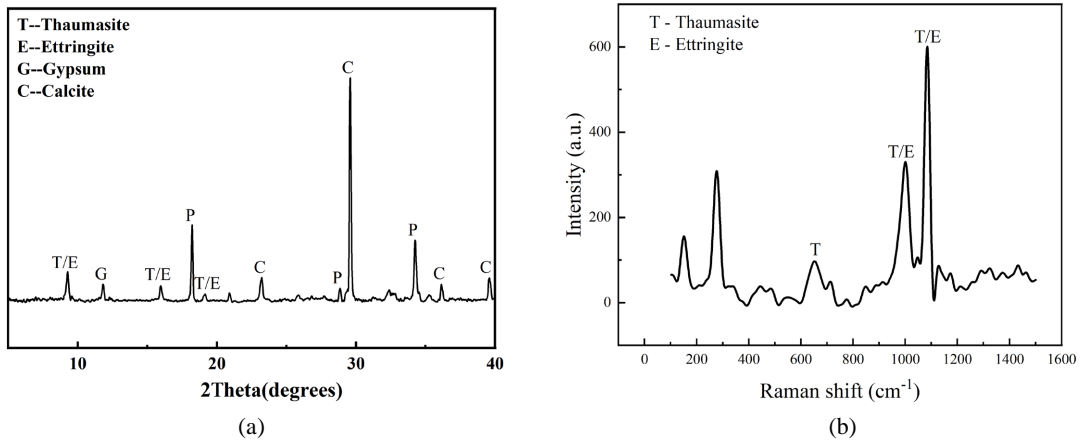 T--Thaumasite
E--Ettringite
G--Gypsum
C--Calcite
T/E
G
T/E
P
T/E
C
P
C
P
C
C
10
20
30
40
2Theta(degrees)
(a)
T - Thaumasite
E - Ettringite
T/E
T/E
T
600
400
200
0
Intensity (a.u.)
0
200
400
600
800
1000
1200
1400
1600
Raman shift (cm⁻¹)
(b)